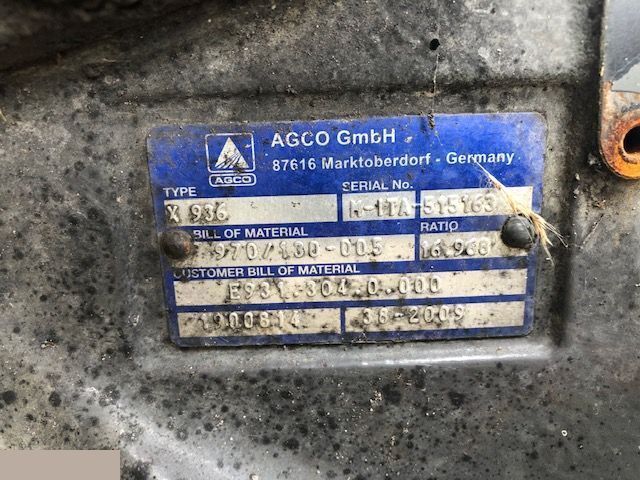 AGCO GmbH
87616 Marktoberdorf - Germany
AGCO
TYPE SERIAL No.
X 936 M-ITA-515763
BILL OF MATERIAL RATIO
970/130-005 16.968
CUSTOMER BILL OF MATERIAL
E931.304.0.000
1900814 38-2009